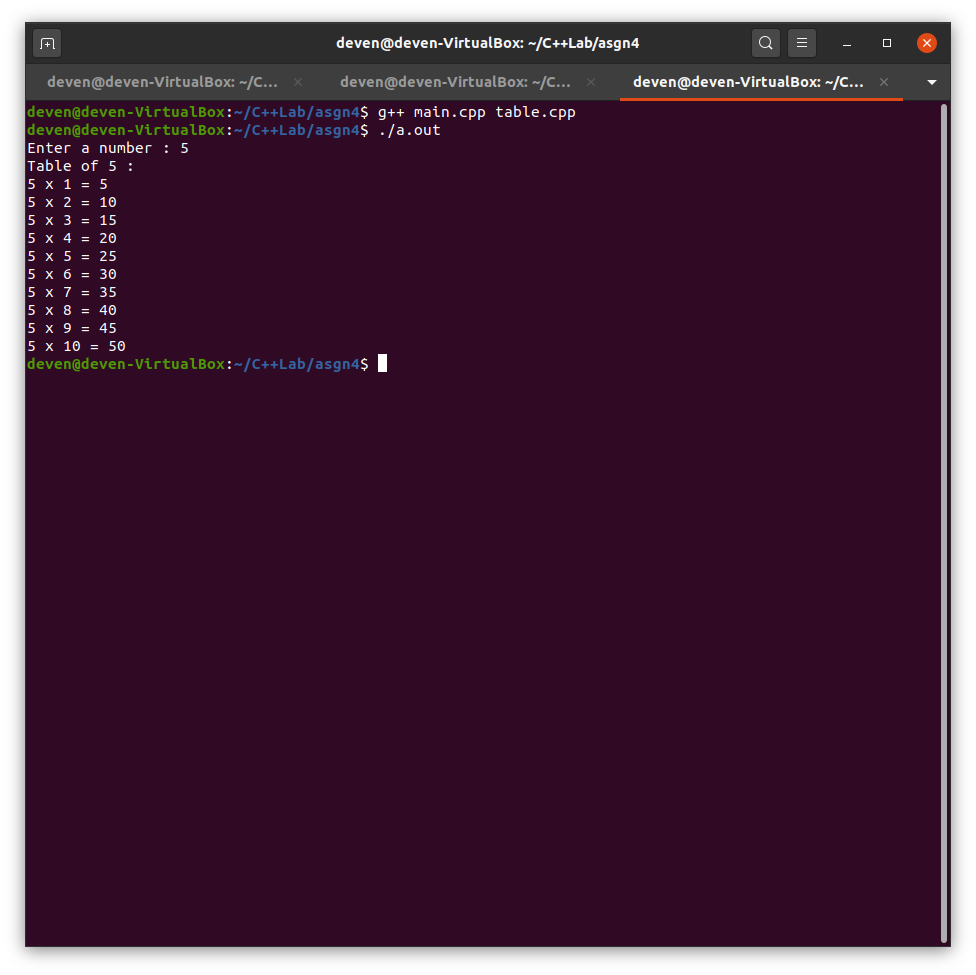 deven@deven-VirtualBox: ~/C++Lab/asgn4
deven@deven-VirtualBox: ~/C... deven@deven-VirtualBox: ~/C... deven@deven-VirtualBox: ~/C...
deven@deven-VirtualBox:~/C++Lab/asgn4$ g++ main.cpp table.cpp
deven@deven-VirtualBox:~/C++Lab/asgn4$ ./a.out
Enter a number : 5
Table of 5 :
5 x 1 = 5
5 x 2 = 10
5 x 3 = 15
5 x 4 = 20
5 x 5 = 25
5 x 6 = 30
5 x 7 = 35
5 x 8 = 40
5 x 9 = 45
5 x 10 = 50
deven@deven-VirtualBox:~/C++Lab/asgn4$